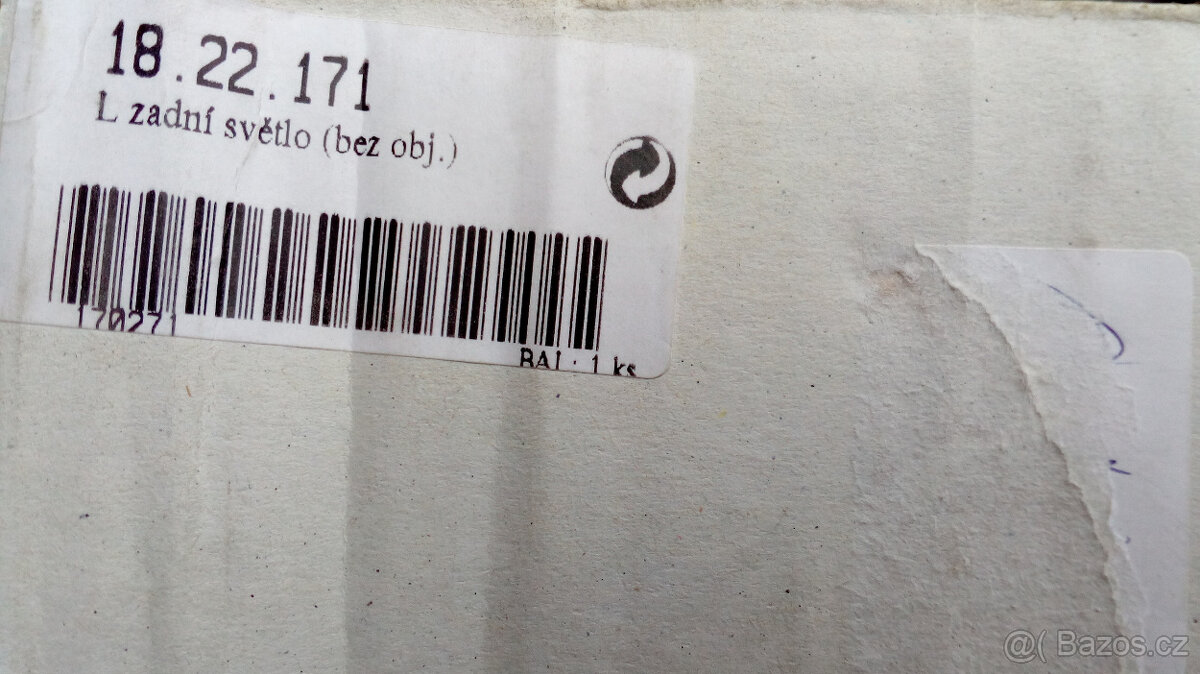 18.22.171
L zadní světlo (bez obj.)
170271
BAL: 1 ks
@( Bazos.cz